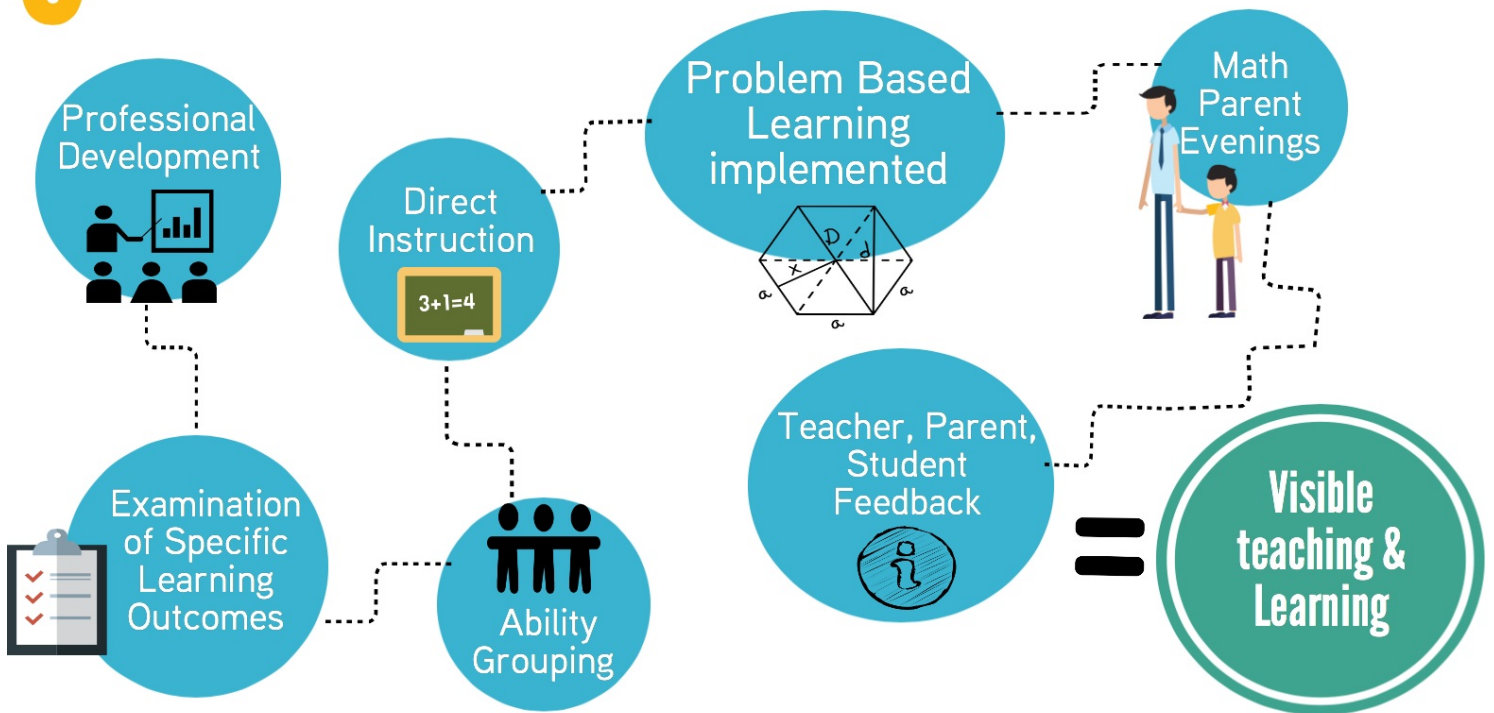 Professional
Development
Examination
of Specific
Learning
Outcomes
Ability
Grouping
Direct
Instruction
3+1=4
Problem Based
Learning
implemented
D
d
x
a
a
a
Math
Parent
Evenings
Teacher, Parent,
Student
Feedback
i
=
Visible
teaching &
Learning